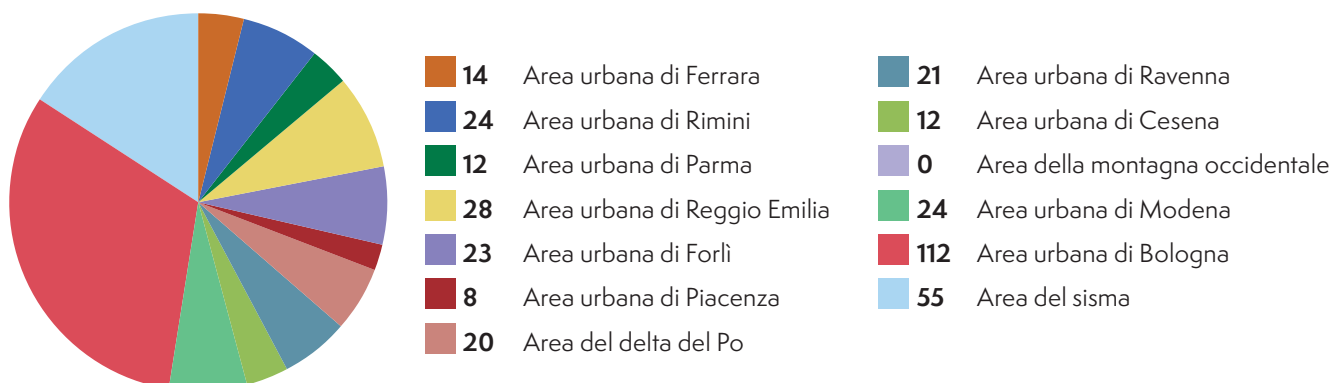 14 Area urbana di Ferrara
24 Area urbana di Rimini
12 Area urbana di Parma
28 Area urbana di Reggio Emilia
23 Area urbana di Forlì
8 Area urbana di Piacenza
20 Area del delta del Po
21 Area urbana di Ravenna
12 Area urbana di Cesena
0 Area della montagna occidentale
24 Area urbana di Modena
112 Area urbana di Bologna
55 Area del sisma